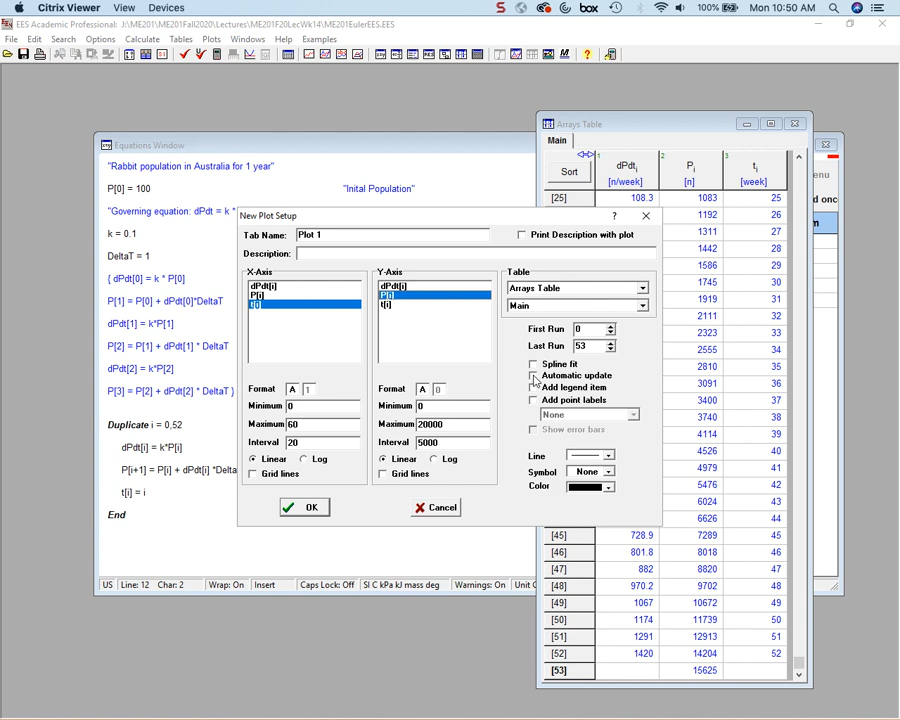 Citrix Viewer View Devices
S box 100% Mon 10:50 AM
EES Academic Professional: J:\ME201\ME201Fall2020\Lectures\ME201F20LecWk14\ME201EulerEES.EES
File Edit Search Options Calculate Tables Plots Windows Help Examples
Equations Window
"Rabbit population in Australia for 1 year"
P[0] = 100 "Inital Population"
"Governing equation: dPdt = k *
k = 0.1
DeltaT = 1
{ dPdt[0] = k * P[0]
P[1] = P[0] + dPdt[0]*DeltaT
dPdt[1] = k*P[1]
P[2] = P[1] + dPdt[1] * DeltaT
dPdt[2] = k*P[2]
P[3] = P[2] + dPdt[2] * DeltaT }
Duplicate i = 0,52
dPdt[i] = k*P[i]
P[i+1] = P[i] + dPdt[i] *Delta
t[i] = i
End
US Line: 12 Char: 2 Wrap: On Insert Caps Lock: Off SI C kPa kJ mass deg Warnings: On Unit C
New Plot Setup ?
Tab Name: Plot 1 Print Description with plot
Description:
X-Axis Y-Axis Table
dPdt[i] dPdt[i] Arrays Table
P[i] P[i] Main
t[i] t[i]
First Run 0
Last Run 53
Spline fit
Automatic update
Add legend item
Add point labels
None
Show error bars
Format A 1 Format A 0
Minimum 0 Minimum 0
Maximum 60 Maximum 20000
Interval 20 Interval 5000
Linear Log Linear Log
Grid lines Grid lines
Line
Symbol None
Color
OK Cancel
Arrays Table
Main
Sort
1 dPdti [n/week] 2 Pi [n] 3 ti [week]
[25] 108.3 1083 25
1192 26
1311 27
1442 28
1586 29
1745 30
1919 31
2111 32
2323 33
2555 34
2810 35
3091 36
3400 37
3740 38
4114 39
4526 40
4979 41
5476 42
6024 43
6626 44
[45] 728.9 7289 45
[46] 801.8 8018 46
[47] 882 8820 47
[48] 970.2 9702 48
[49] 1067 10672 49
[50] 1174 11739 50
[51] 1291 12913 51
[52] 1420 14204 52
[53] 15625
enu
d onc
m